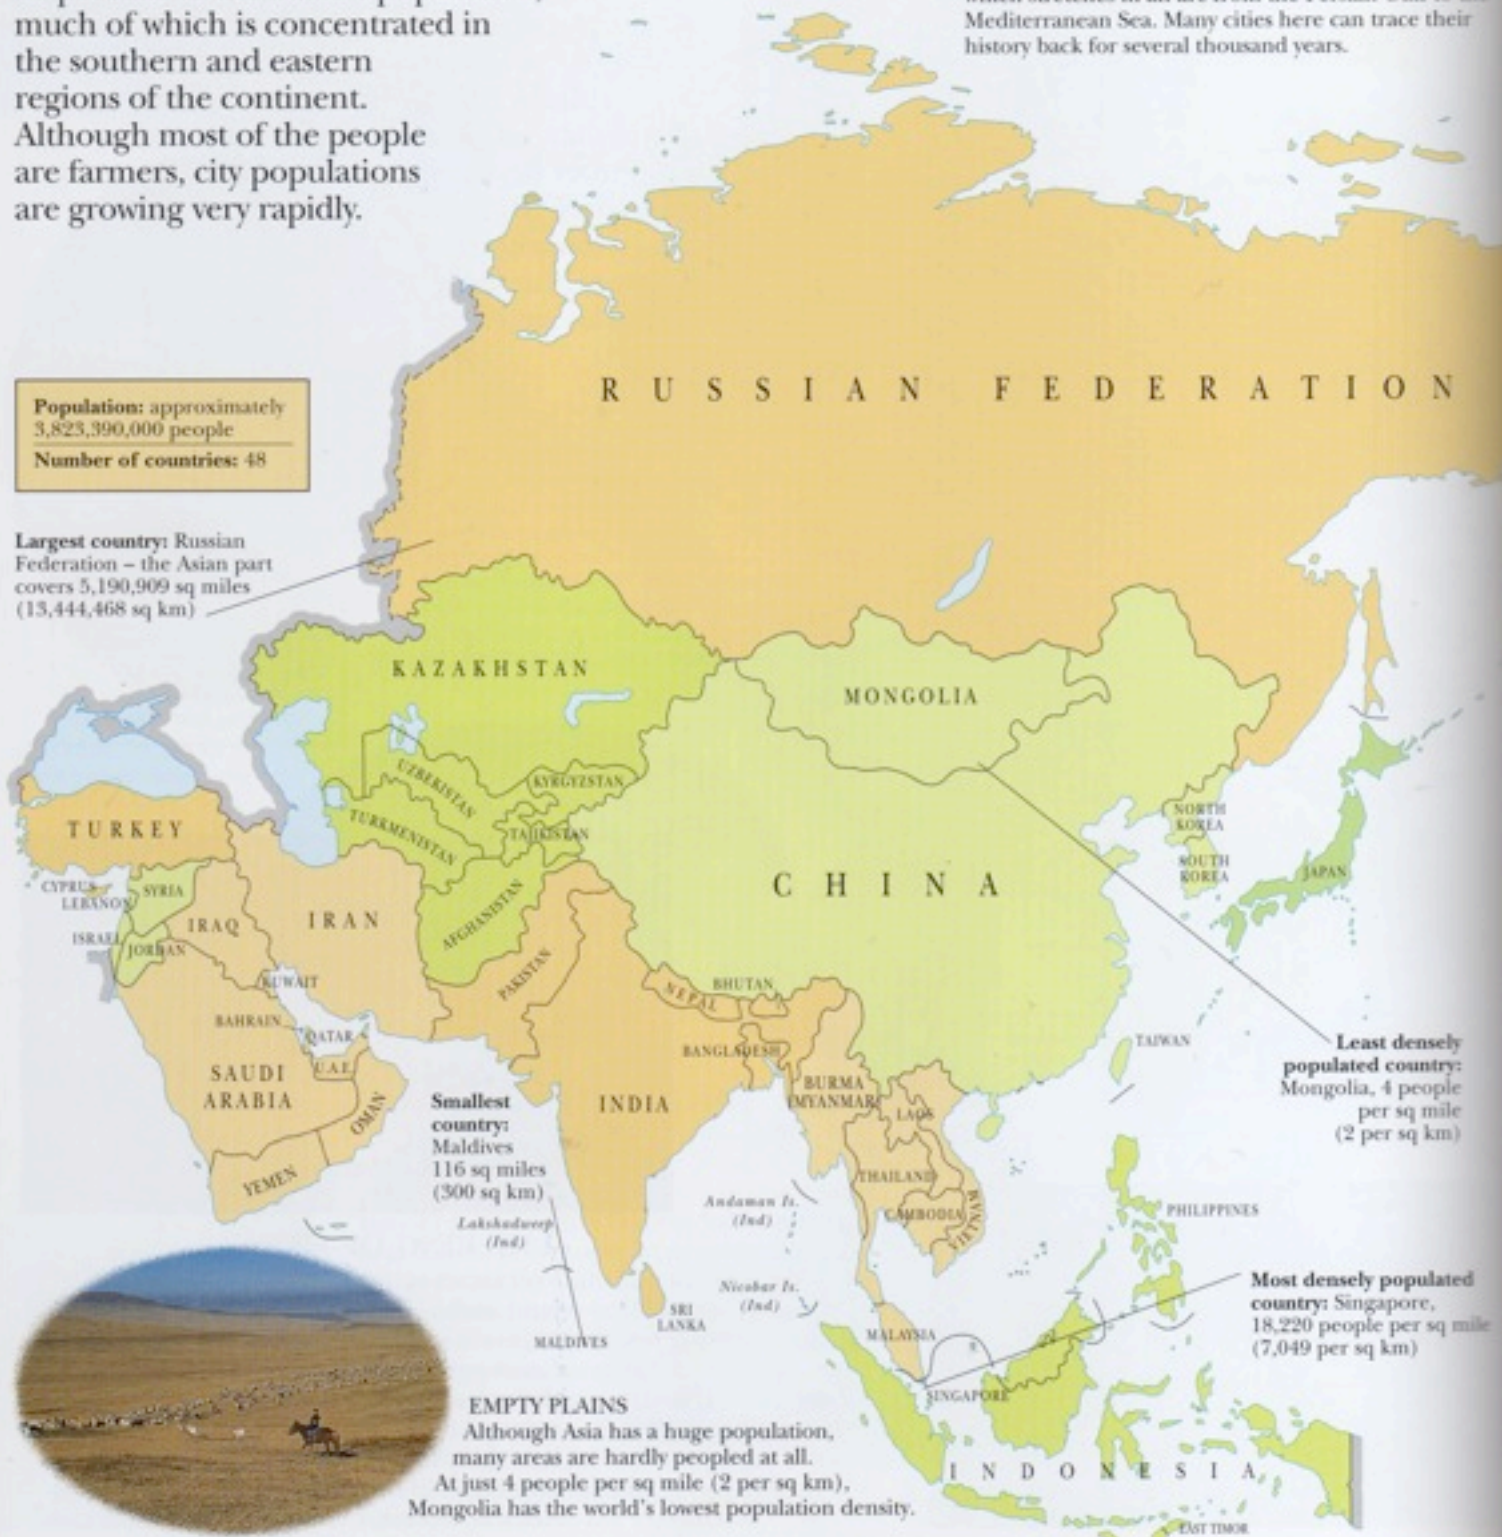 much of which is concentrated in
the southern and eastern
regions of the continent.
Although most of the people
are farmers, city populations
are growing very rapidly.
Mediterranean Sea. Many cities here can trace their
history back for several thousand years.
Population: approximately
3,823,390,000 people
Number of countries: 48
Largest country: Russian
Federation – the Asian part
covers 5,190,909 sq miles
(13,444,468 sq km)
RUSSIAN FEDERATION
KAZAKHSTAN
MONGOLIA
UZBEKISTAN
KYRGYZSTAN
TURKMENISTAN
TAJIKISTAN
TURKEY
NORTH
KOREA
SOUTH
KOREA
JAPAN
CHINA
CYPRUS
SYRIA
LEBANON
IRAQ
IRAN
AFGHANISTAN
ISRAEL
JORDAN
PAKISTAN
KUWAIT
NEPAL
BHUTAN
BAHRAIN
QATAR
BANGLADESH
TAIWAN
U.A.E.
SAUDI
ARABIA
OMAN
YEMEN
INDIA
BURMA
(MYANMAR)
LAOS
THAILAND
CAMBODIA
VIETNAM
Least densely
populated country:
Mongolia, 4 people
per sq mile
(2 per sq km)
Smallest
country:
Maldives
116 sq miles
(300 sq km)
Lakshadweep
(Ind)
Andaman Is.
(Ind)
Nicobar Is.
(Ind)
PHILIPPINES
SRI
LANKA
MALDIVES
MALAYSIA
SINGAPORE
Most densely populated
country: Singapore,
18,220 people per sq mile
(7,049 per sq km)
INDONESIA
EAST TIMOR
EMPTY PLAINS
Although Asia has a huge population,
many areas are hardly peopled at all.
At just 4 people per sq mile (2 per sq km),
Mongolia has the world's lowest population density.